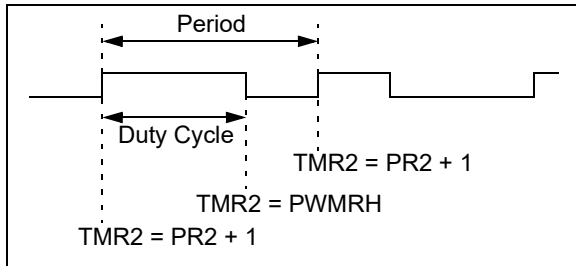 Period
Duty Cycle
TMR2 = PR2 + 1
TMR2 = PWMRH
TMR2 = PR2 + 1